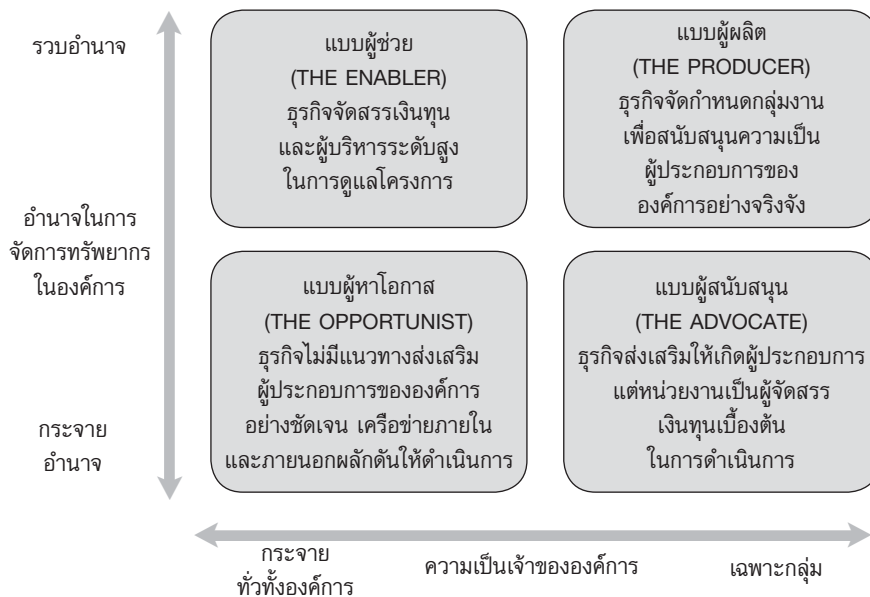 รวบอำนาจ
อำนาจในการ
จัดการทรัพยากร
ในองค์การ
กระจาย
อำนาจ
แบบผู้ช่วย
(THE ENABLER)
ธุรกิจจัดสรรเงินทุน
และผู้บริหารระดับสูง
ในการดูแลโครงการ
แบบผู้ผลิต
(THE PRODUCER)
ธุรกิจจัดกำหนดกลุ่มงาน
เพื่อสนับสนุนความเป็น
ผู้ประกอบการของ
องค์การอย่างจริงจัง
แบบผู้หาโอกาส
(THE OPPORTUNIST)
ธุรกิจไม่มีแนวทางส่งเสริม
ผู้ประกอบการขององค์การ
อย่างชัดเจน เครือข่ายภายใน
และภายนอกผลักดันให้ดำเนินการ
แบบผู้สนับสนุน
(THE ADVOCATE)
ธุรกิจส่งเสริมให้เกิดผู้ประกอบการ
แต่หน่วยงานเป็นผู้จัดสรร
เงินทุนเบื้องต้น
ในการดำเนินการ
กระจาย
ทั่วทั้งองค์การ
ความเป็นเจ้าขององค์การ
เฉพาะกลุ่ม